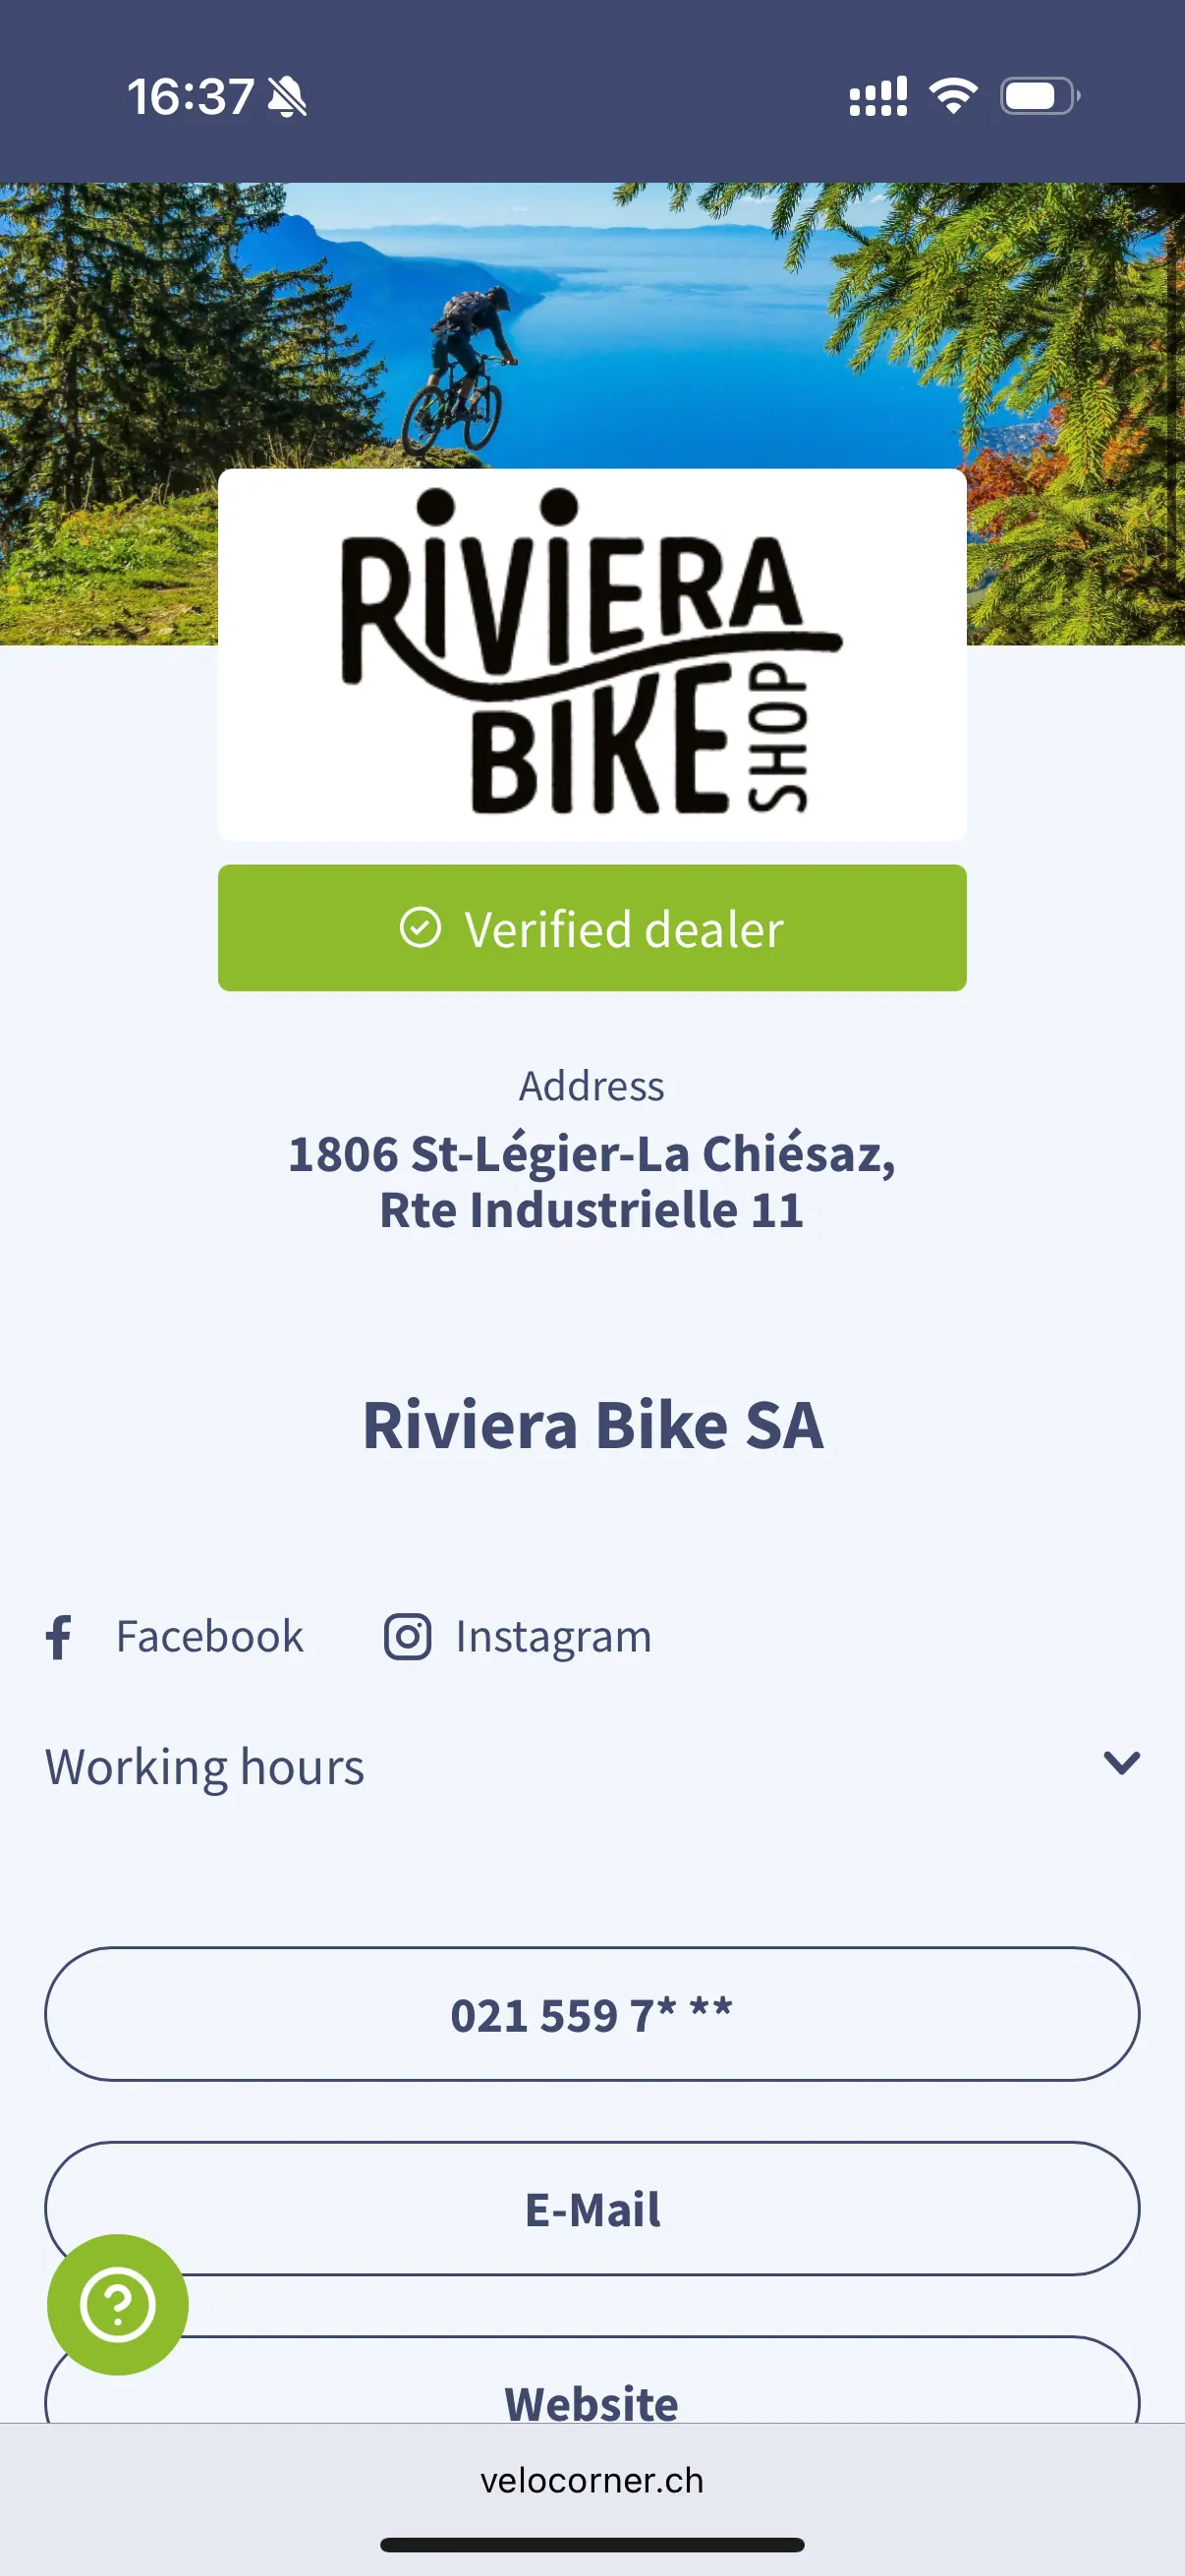 16:37
RiViERA
BIKE
SHOP
Verified dealer
Address
1806 St-Légier-La Chiésaz,
Rte Industrielle 11
Riviera Bike SA
Facebook
Instagram
Working hours
021 559 7* **
E-Mail
?
Website
velocorner.ch